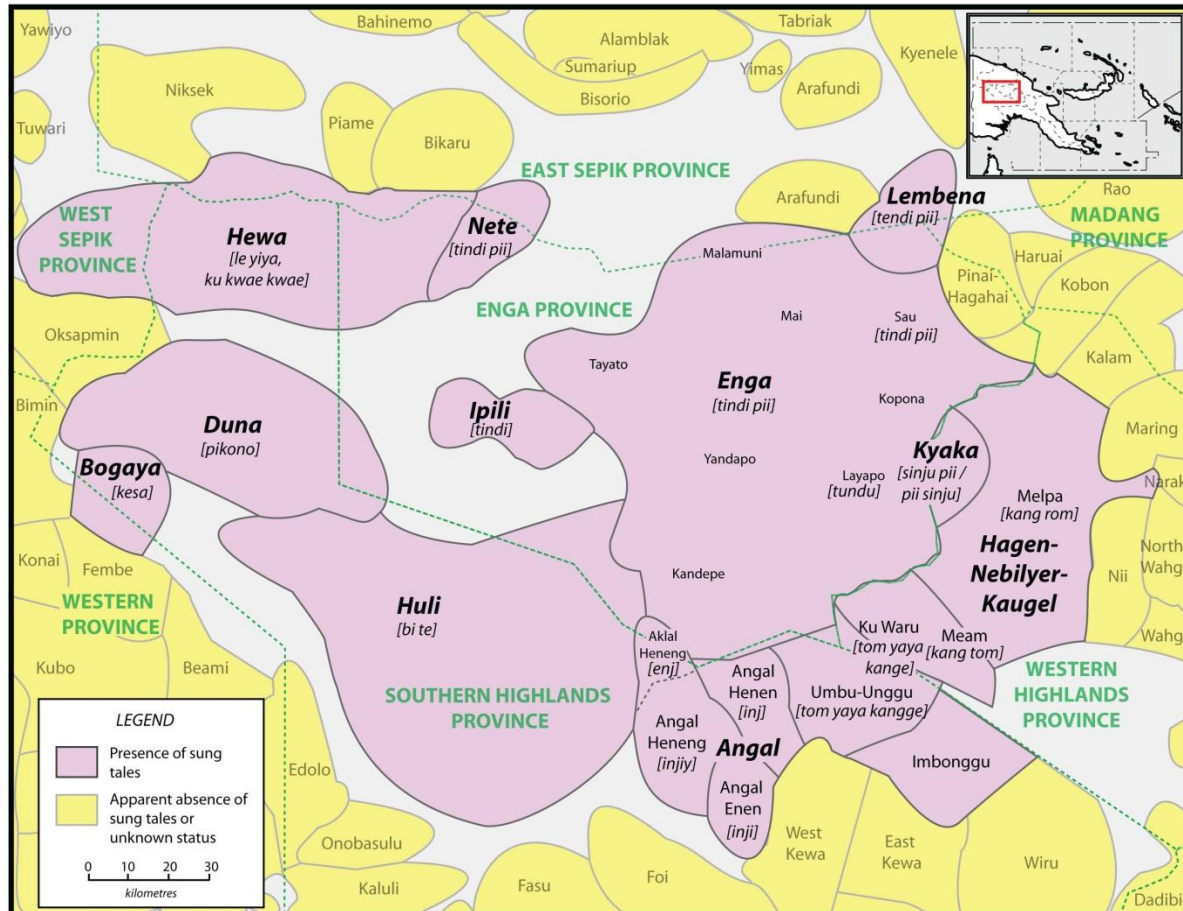 Yawiyo
Bahinemo
Tabriak
Alamblak
Kyenele
Sumariup
Yimas
Niksek
Bisorio
Arafundi
Tuwari
Piame
Bikaru
EAST SEPIK PROVINCE
Arafundi
Lembena
[tendi pii]
Rao
MADANG
PROVINCE
WEST
SEPIK
PROVINCE
Hewa
[le yiya,
ku kwae kwae]
Nete
[tindi pii]
Malamuni
Haruai
Pinai-
Hagahai
Kobon
ENGA PROVINCE
Mai
Sau
[tindi pii]
Oksapmin
Kalam
Tayato
Enga
[tindi pii]
Bimin
Duna
[pikono]
Ipili
[tindi]
Kopona
Maring
Bogaya
[kesa]
Yandapo
Layapo
[tundu]
Kyaka
[sinju pii /
pii sinju]
Narak
Melpa
[kang rom]
Hagen-
Nebilyer-
Kaugel
Konai
Fembe
Kandepe
Nii
North
Wahg
WESTERN
PROVINCE
Huli
[bi te]
Aklal
Heneng
[enj]
Ku Waru
[tom yaya
kange]
Meam
[kang tom]
Wahg
Kubo
Beami
SOUTHERN HIGHLANDS
PROVINCE
Angal
Henen
[inj]
Umbu-Unggu
[tom yaya kangge]
WESTERN
HIGHLANDS
PROVINCE
Angal
Heneng
[injiy]
Angal
Imbonggu
Angal
Enen
[inji]
LEGEND
Presence of sung
tales
Apparent absence of
sung tales or
unknown status
0 10 20 30
kilometres
Edolo
Onobasulu
Kaluli
Fasu
Foi
West
Kewa
East
Kewa
Wiru
Dadibi